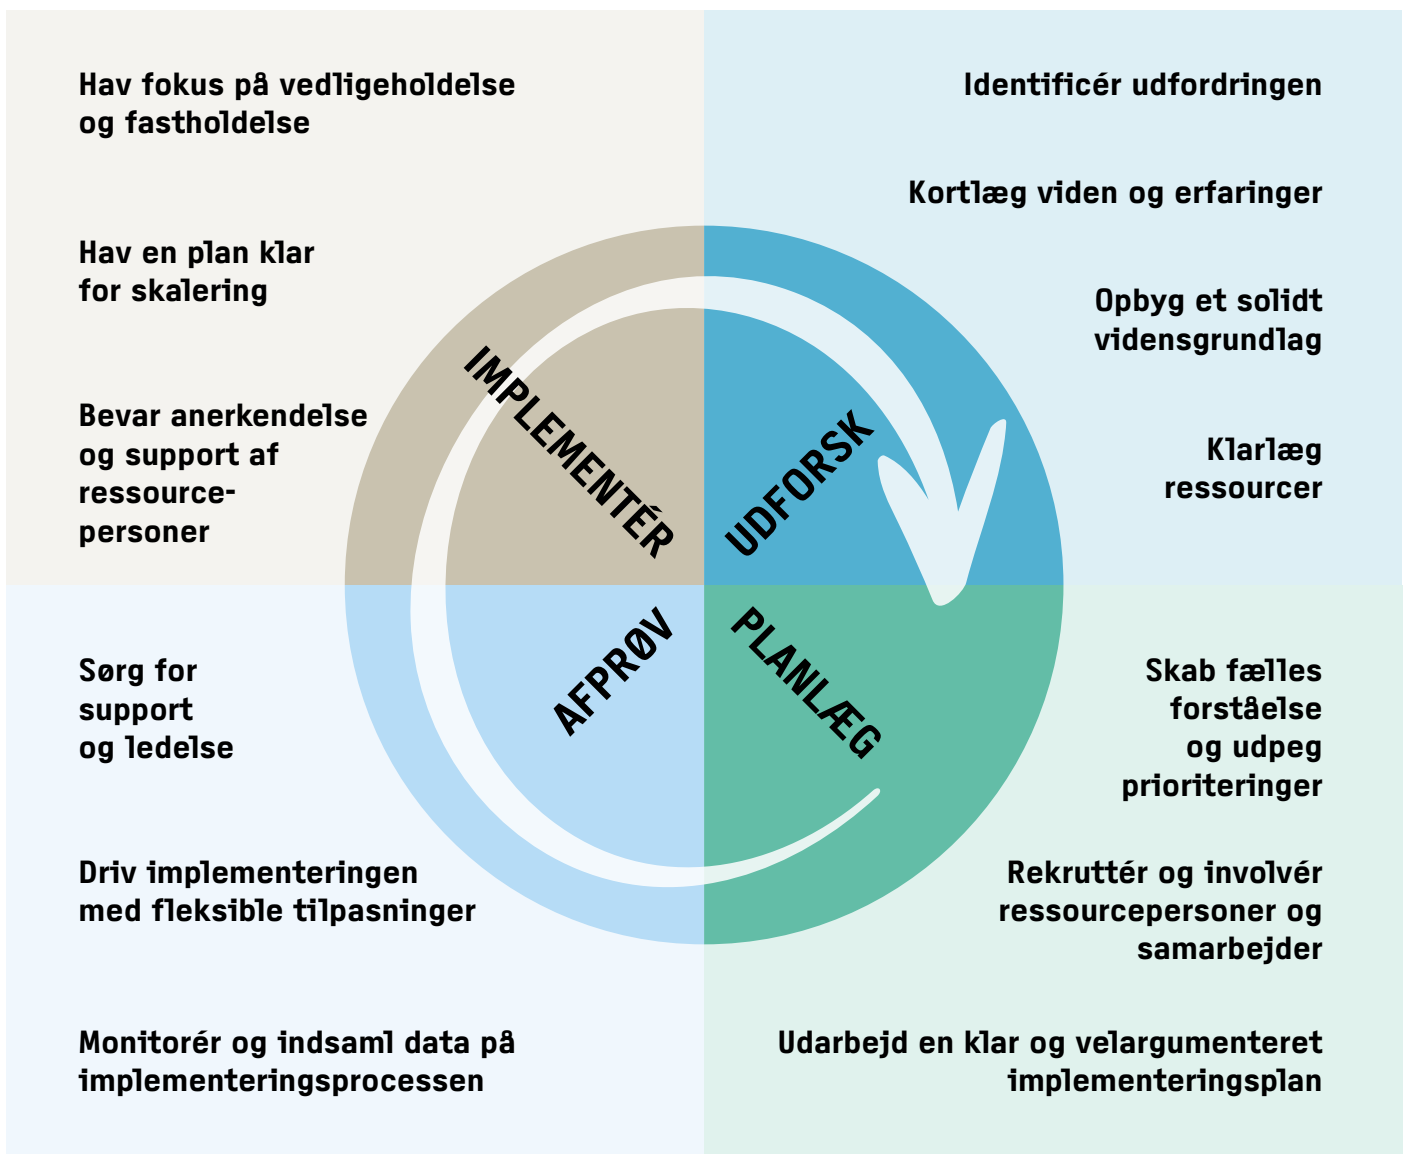 Hav fokus på vedligeholdelse
og fastholdelse
Hav en plan klar
for skalering
Bevar anerkendelse
og support af
ressource-
personer
Identificér udfordringen
Kortlæg viden og erfaringer
Opbyg et solidt
vidensgrundlag
Klarlæg
ressourcer
IMPLEMENTÉR
UDFORSK
AFPRØV
PLANLÆG
Sørg for
support
og ledelse
Driv implementeringen
med fleksible tilpasninger
Monitorér og indsaml data på
implementeringsprocessen
Skab fælles
forståelse
og udpeg
prioriteringer
Rekruttér og involvér
ressourcepersoner og
samarbejder
Udarbejd en klar og velargumenteret
implementeringsplan